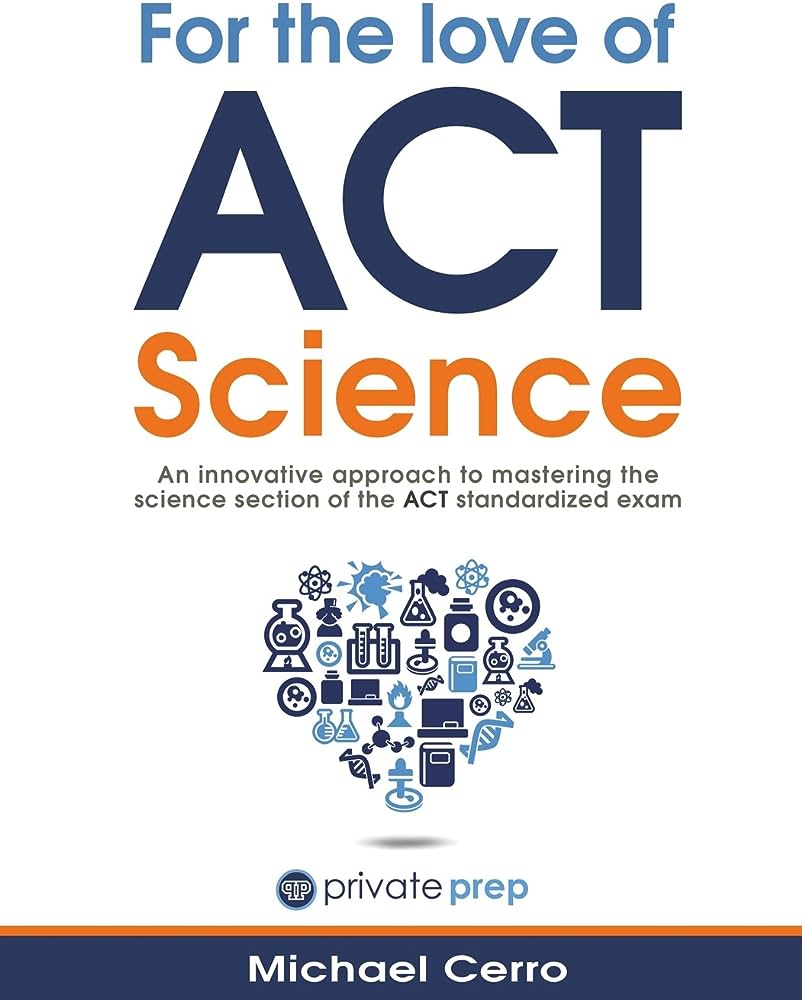 For the love of
ACT
Science
An innovative approach to mastering the
science section of the ACT standardized exam
private prep
Michael Cerro